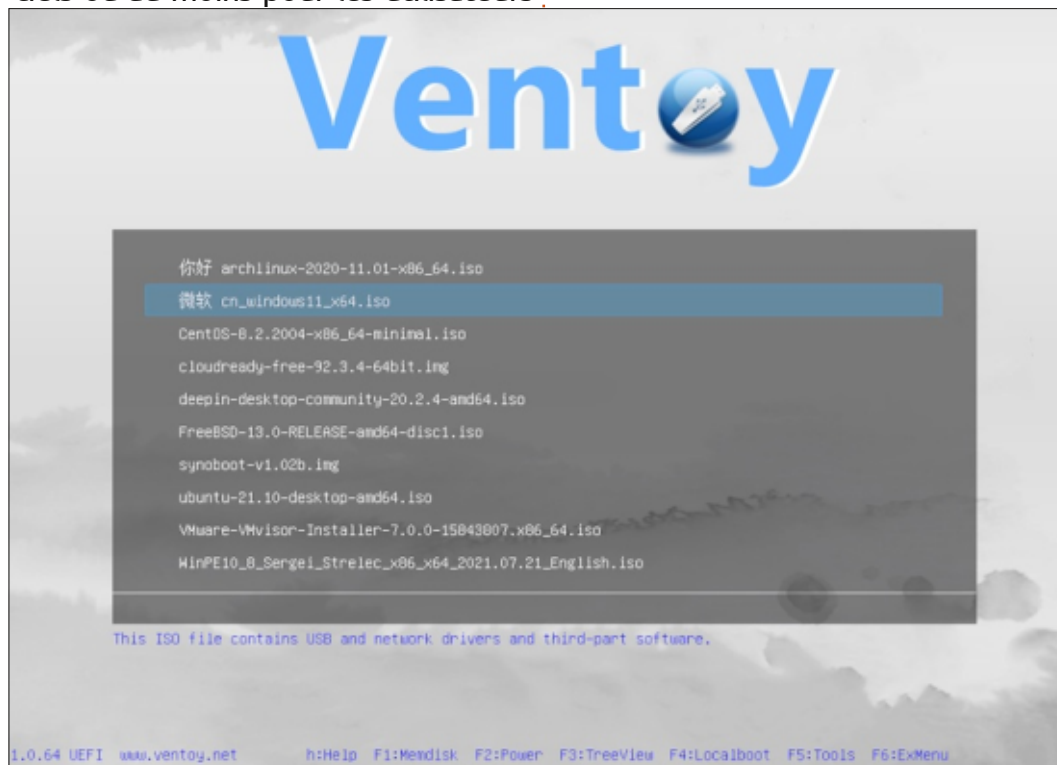 pour les
Ventoy
你好 archlinux-2020-11.01-x86_64.iso
微软 cn_windows11_x64.iso
CentOS-8.2.2004-x86_64-minimal.iso
cloudready-free-92.3.4-64bit.img
deepin-desktop-community-20.2.4-amd64.iso
FreeBSD-13.0-RELEASE-amd64-disc1.iso
synoboot-v1.02b.img
ubuntu-21.10-desktop-amd64.iso
VMware-VMvisor-Installer-7.0.0-15843807.x86_64.iso
WinPE10_8_Sergei_Strelec_x86_x64_2021.07.21_English.iso
This ISO file contains USB and network drivers and third-part software.
1.0.64 UEFI www.ventoy.net h:Help F1:Memdisk F2:Power F3:TreeView F4:Localboot F5:Tools F6:ExMenu